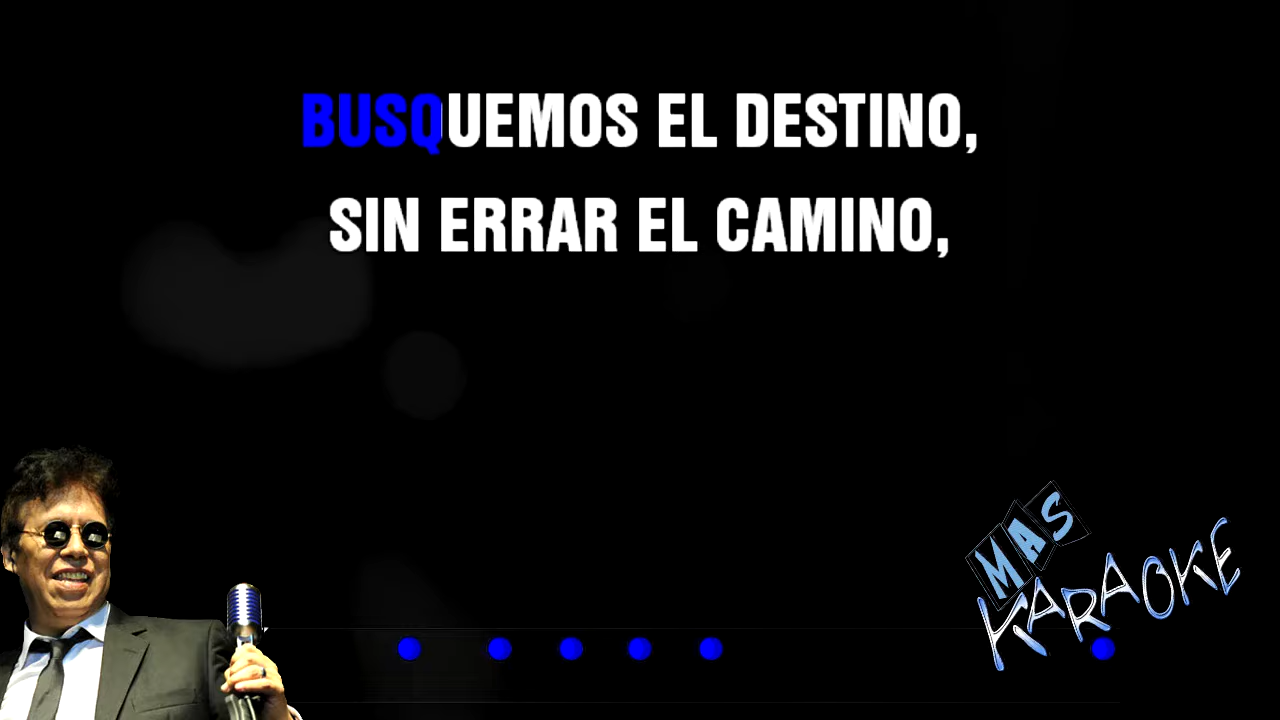 BUSQUEMOS EL DESTINO,
SIN ERRAR EL CAMINO,
MAS
KARAOKE